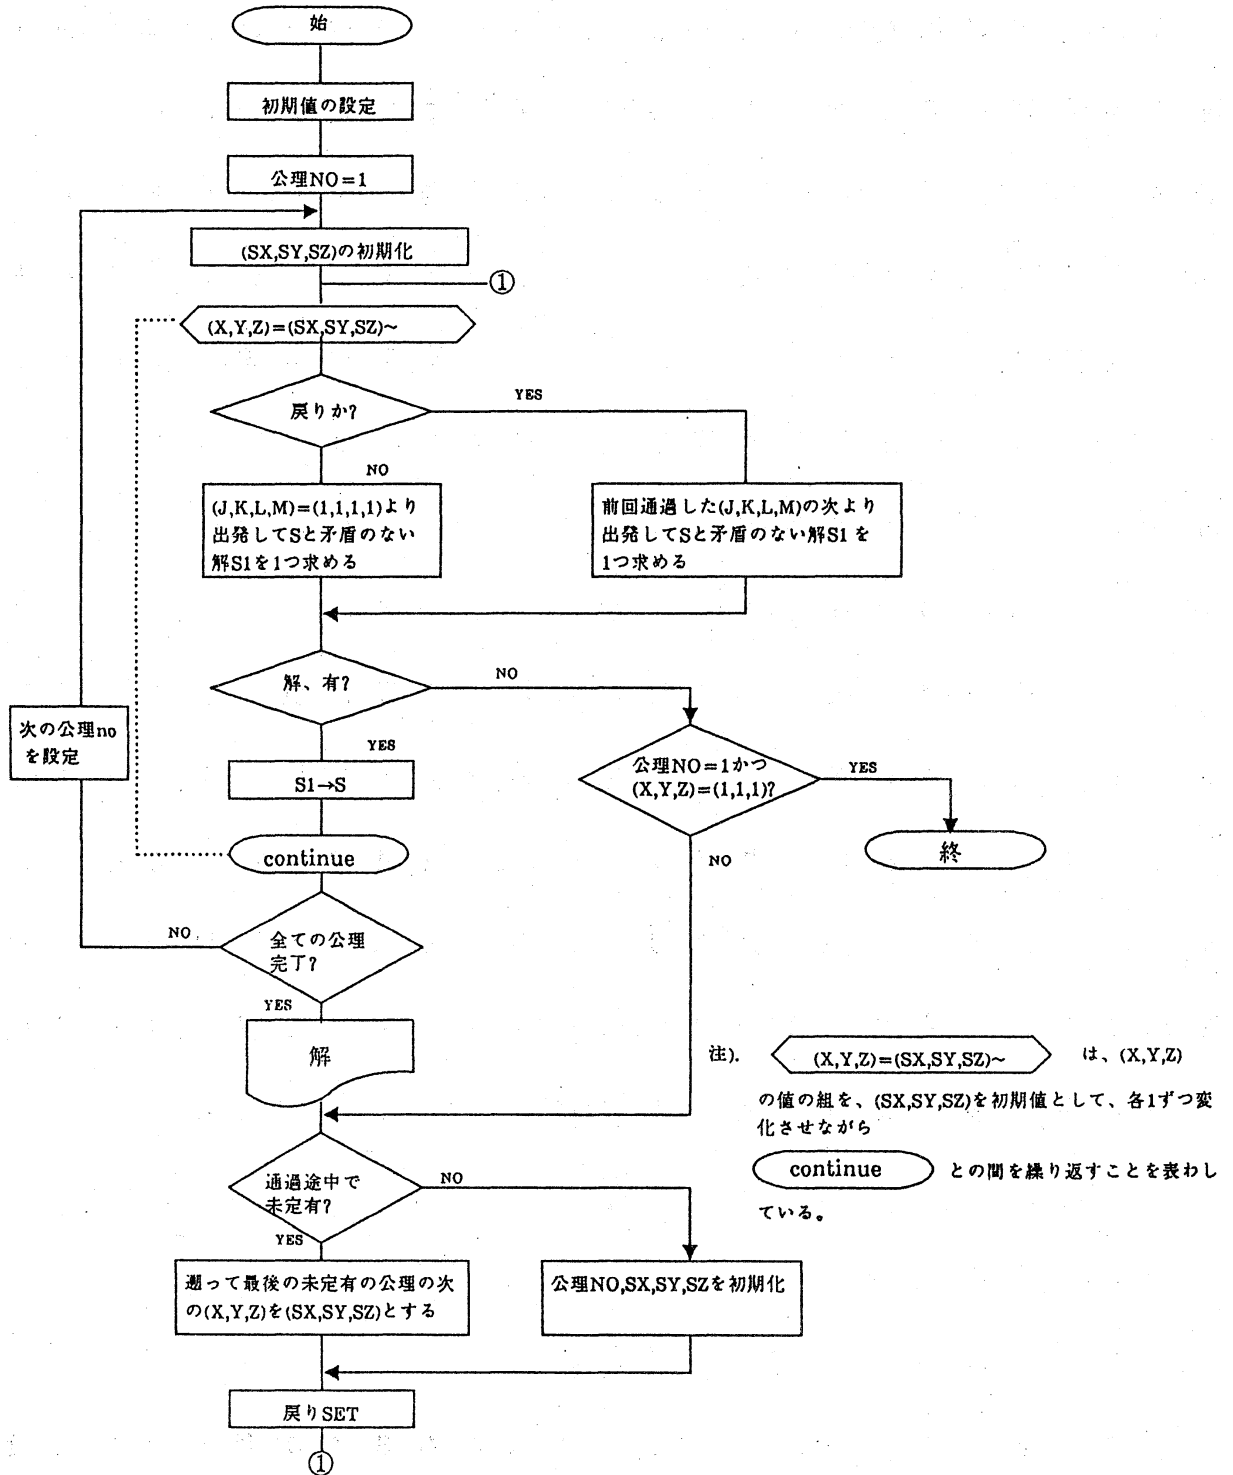 始
初期値の設定
公理NO=1
(SX,SY,SZ)の初期化
①
(X,Y,Z)=(SX,SY,SZ)~
戻りか?
YES
NO
(J,K,L,M)=(1,1,1,1)より
出発してSと矛盾のない
解S1を1つ求める
前回通過した(J,K,L,M)の次より
出発してSと矛盾のない解S1を
1つ求める
解、有?
NO
YES
次の公理no
を設定
S1→S
公理NO=1かつ
(X,Y,Z)=(1,1,1)?
YES
NO
終
continue
全ての公理
完了?
NO
YES
解
注).
(X,Y,Z)=(SX,SY,SZ)~
は、(X,Y,Z)
の値の組を、(SX,SY,SZ)を初期値として、各1ずつ変
化させながら
continue
との間を繰り返すことを表わし
ている。
通過途中で
未定有?
NO
YES
遡って最後の未定有の公理の次
の(X,Y,Z)を(SX,SY,SZ)とする
公理NO,SX,SY,SZを初期化
戻りSET
①